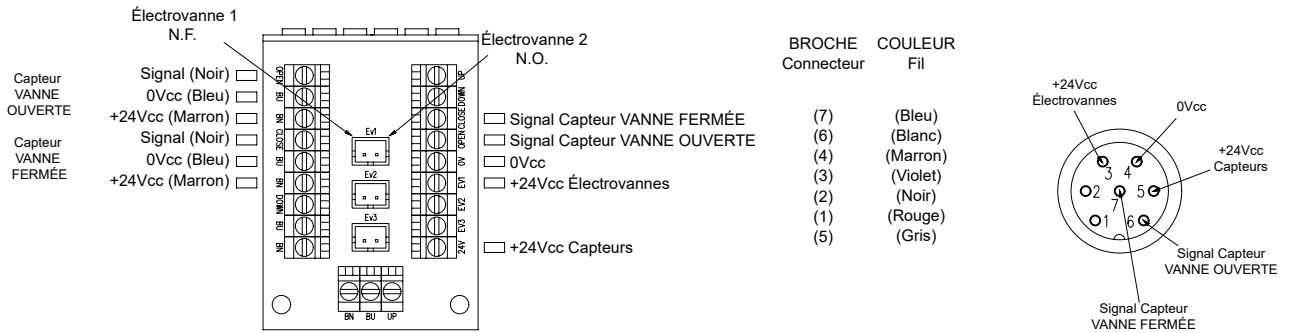 Électrovanne 1
N.F.
Électrovanne 2
N.O.
Capteur
VANNE
OUVERTE
Signal (Noir)
0Vcc (Bleu)
+24Vcc (Marron)
Capteur
VANNE
FERMÉE
Signal (Noir)
0Vcc (Bleu)
+24Vcc (Marron)
OPEN
BU
BN
CLOSE
BU
BN
DOWN
BU
BN
Ev1
Ev2
Ev3
UP
DOWN
CLOSE
OPEN
0V
EV1
EV2
EV3
24V
BN BU UP
Signal Capteur VANNE FERMÉE
Signal Capteur VANNE OUVERTE
0Vcc
+24Vcc Électrovannes
+24Vcc Capteurs
BROCHE COULEUR
Connecteur Fil
(7) (Bleu)
(6) (Blanc)
(4) (Marron)
(3) (Violet)
(2) (Noir)
(1) (Rouge)
(5) (Gris)
+24Vcc
Électrovannes
0Vcc
+24Vcc
Capteurs
3 4
2 5
7
1 6
Signal Capteur
VANNE OUVERTE
Signal Capteur
VANNE FERMÉE